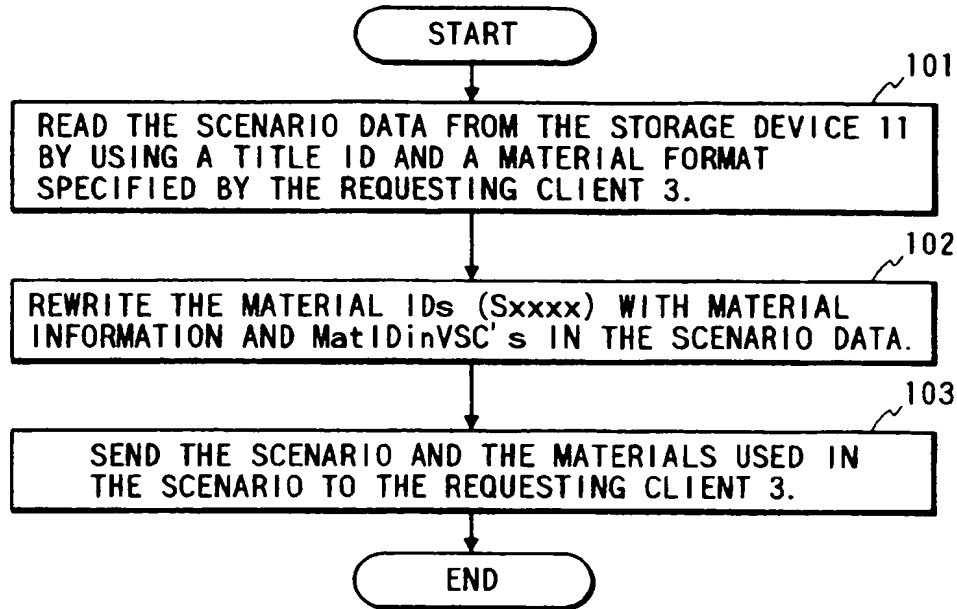 START
101
READ THE SCENARIO DATA FROM THE STORAGE DEVICE 11
BY USING A TITLE ID AND A MATERIAL FORMAT
SPECIFIED BY THE REQUESTING CLIENT 3.
102
REWRITE THE MATERIAL IDs (Sxxxx) WITH MATERIAL
INFORMATION AND MatIDinVSC's IN THE SCENARIO DATA.
103
SEND THE SCENARIO AND THE MATERIALS USED IN
THE SCENARIO TO THE REQUESTING CLIENT 3.
END